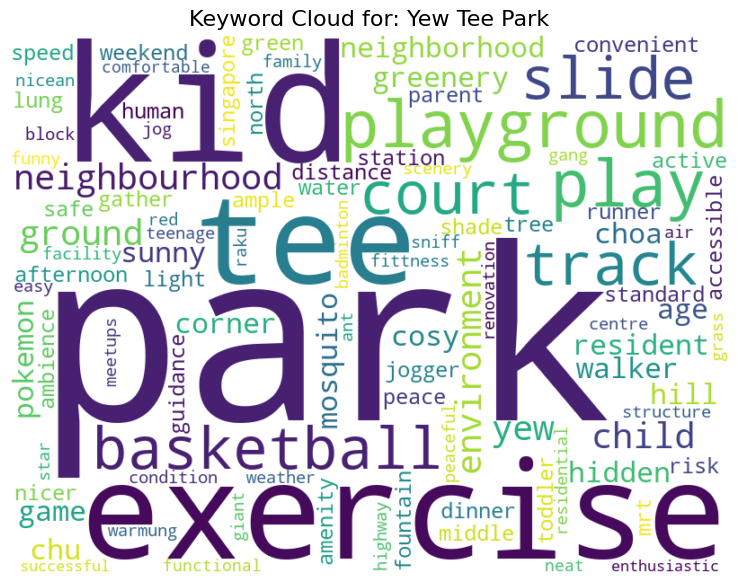 Keyword Cloud for: Yew Tee Park
speed
weekend
green
neighborhood
convenient
nicean
comfortable
kid
singapore
north
family
greenery
slide
lung
human
parent
playground
block
jog
station
gang
active
funny
neighbourhood
distance
scenery
water
court
play
safe
gather
red
ample
tee
badminton
shade
tree
runner
accessible
ground
teenage
raku
sniff
choa
air
facility
sunny
fittness
renovation
track
afternoon
light
easy
park
environment
standard
pokemon
ambience
meetups
corner
mosquito
ant
cosy
centre
age
grass
guidance
jogger
resident
walker
peace
hill
structure
basketball
peaceful
yew
child
star
condition
weather
residential
hidden
risk
nicer
exercise
toddler
game
giant
amenity
highway
fountain
dinner
middle
mrt
warmung
chu
successful
functional
neat
enthusiastic